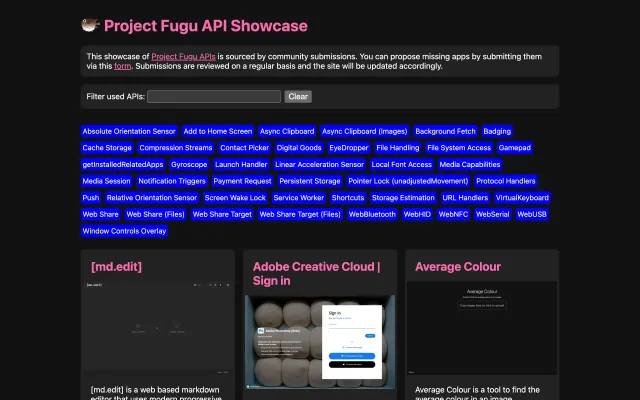 Project Fugu API Showcase
This showcase of Project Fugu APIs is sourced by community submissions. You can propose missing apps by submitting them
via this form. Submissions are reviewed on a regular basis and the site will be updated accordingly.
Filter used APIs: Clear
Absolute Orientation Sensor Add to Home Screen Async Clipboard Async Clipboard (Images) Background Fetch Badging
Cache Storage Compression Streams Contact Picker Digital Goods EyeDropper File Handling File System Access Gamepad
getInstalledRelatedApps Gyroscope Launch Handler Linear Acceleration Sensor Local Font Access Media Capabilities
Media Session Notification Triggers Payment Request Persistent Storage Pointer Lock (unadjustedMovement) Protocol Handlers
Push Relative Orientation Sensor Screen Wake Lock Service Worker Shortcuts Storage Estimation URL Handlers VirtualKeyboard
Web Share Web Share (Files) Web Share Target Web Share Target (Files) WebBluetooth WebHID WebNFC WebSerial WebUSB
Window Controls Overlay
[md.edit]
[md.edit]
[md.edit] is a web based markdown
editor that uses modern progressive
Adobe Creative Cloud |
Sign in
Sign in
Average Colour
Average Colour
Average Colour is a tool to find the
average colour in an image.